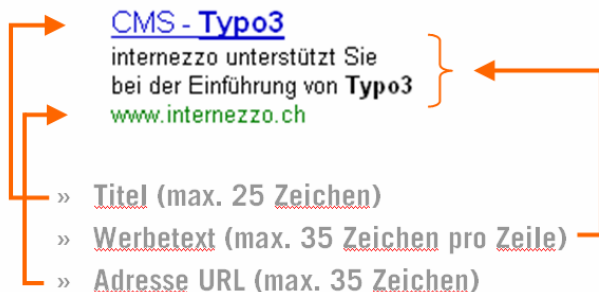 CMS - Typo3
internezzo unterstützt Sie
bei der Einführung von Typo3
www.internezzo.ch
» Titel (max. 25 Zeichen)
» Werbetext (max. 35 Zeichen pro Zeile)
» Adresse URL (max. 35 Zeichen)